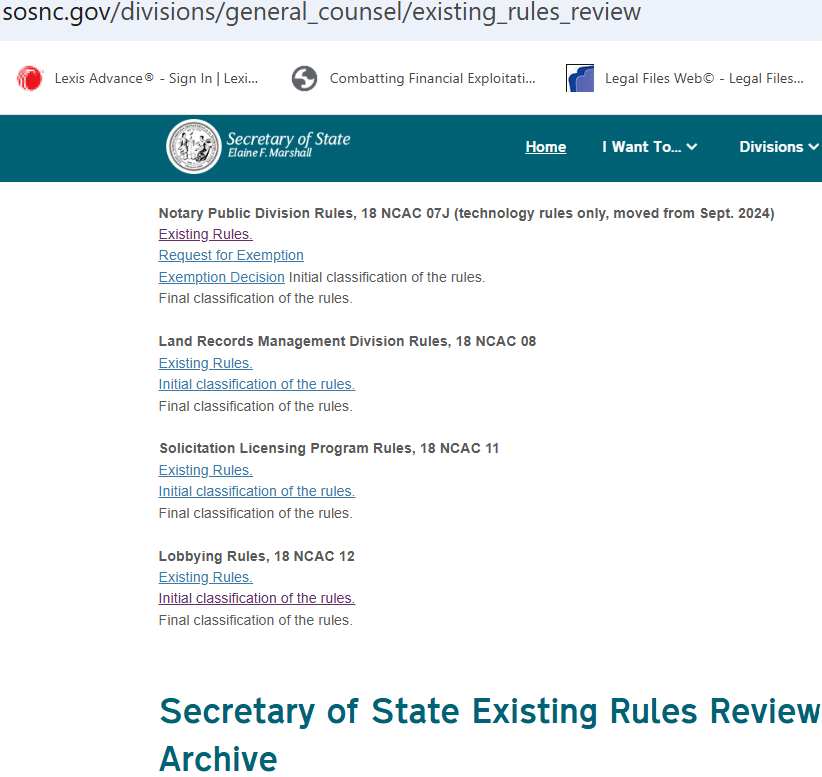 sosnc.gov/divisions/general_counsel/existing_rules_review
Lexis Advance® - Sign In | Lexi...
Combatting Financial Exploitati...
Legal Files Web© - Legal Files...
Secretary of State
Elaine F. Marshall
Home
I Want To...
Divisions
Notary Public Division Rules, 18 NCAC 07J (technology rules only, moved from Sept. 2024)
Existing Rules.
Request for Exemption
Exemption Decision Initial classification of the rules.
Final classification of the rules.
Land Records Management Division Rules, 18 NCAC 08
Existing Rules.
Initial classification of the rules.
Final classification of the rules.
Solicitation Licensing Program Rules, 18 NCAC 11
Existing Rules.
Initial classification of the rules.
Final classification of the rules.
Lobbying Rules, 18 NCAC 12
Existing Rules.
Initial classification of the rules.
Final classification of the rules.
Secretary of State Existing Rules Review
Archive